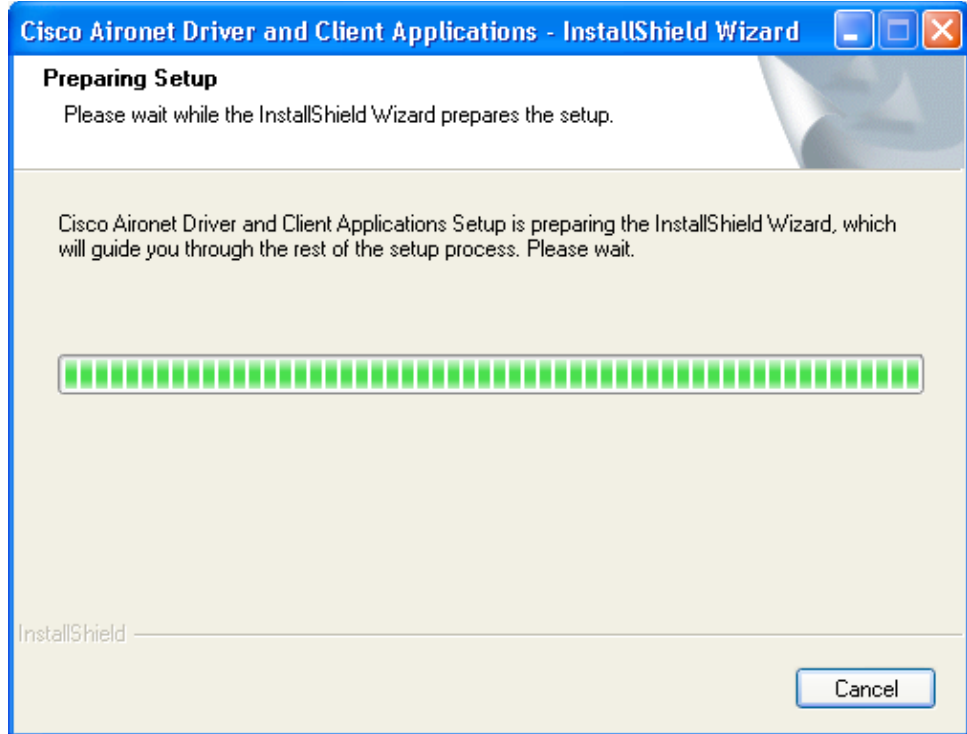 Cisco Aironet Driver and Client Applications - InstallShield Wizard
Preparing Setup
Please wait while the InstallShield Wizard prepares the setup.
Cisco Aironet Driver and Client Applications Setup is preparing the InstallShield Wizard, which
will guide you through the rest of the setup process. Please wait.
InstallShield
Cancel